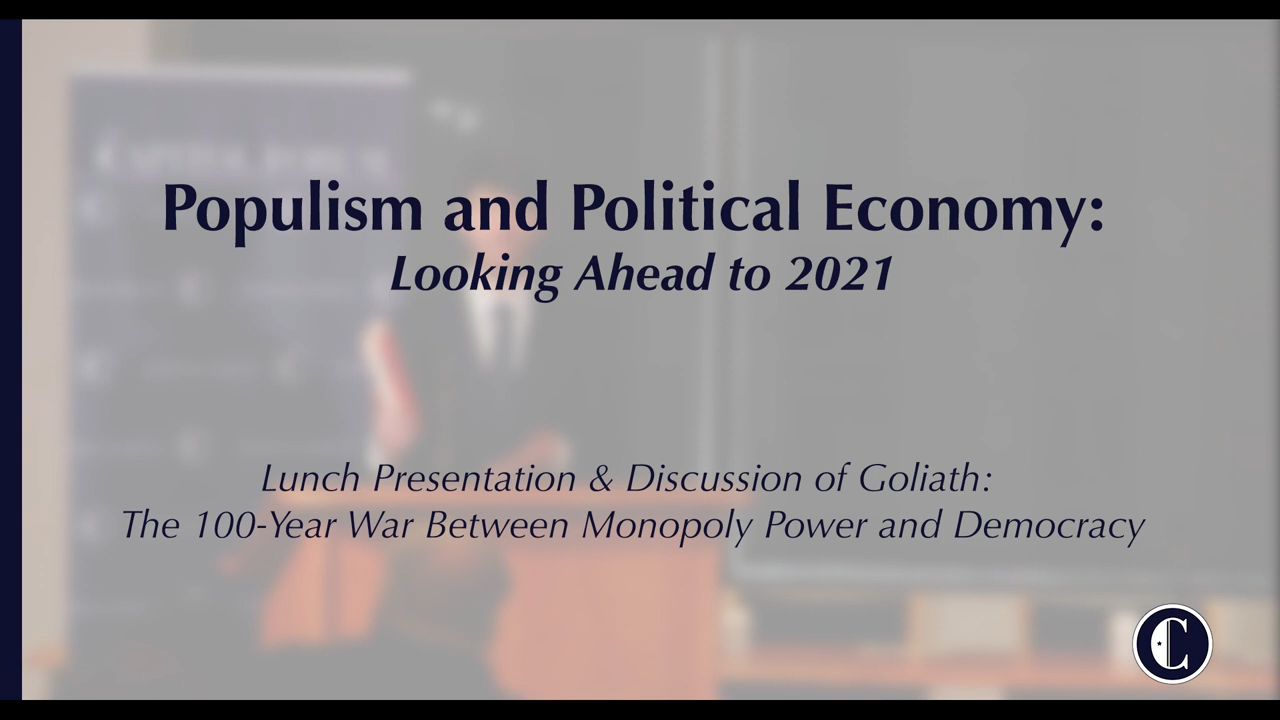 Populism and Political Economy:
Looking Ahead to 2021
Lunch Presentation & Discussion of Goliath:
The 100-Year War Between Monopoly Power and Democracy
C